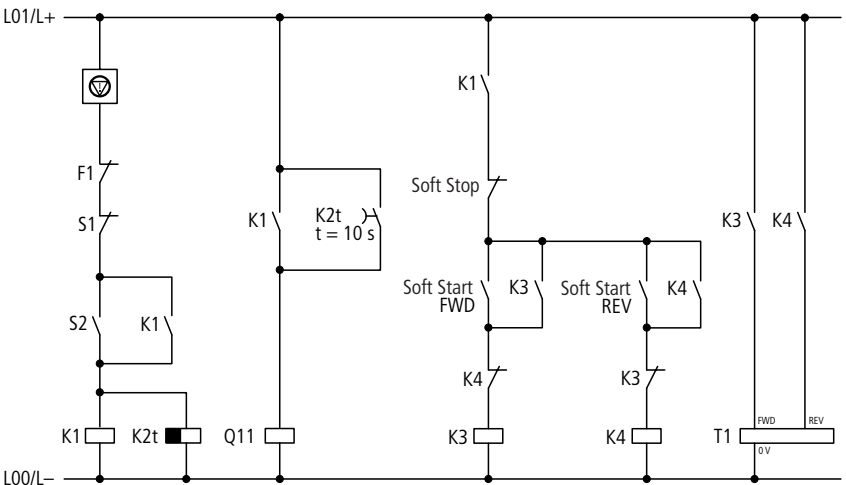 L01/L+
K1
F1
Soft Stop
S1
K1
K2t
t = 10 s
K3
K4
Soft Start
FWD
K3
Soft Start
REV
K4
S2
K1
K4
K3
FWD
REV
K1
K2t
Q11
K3
K4
T1
0 V
L00/L–